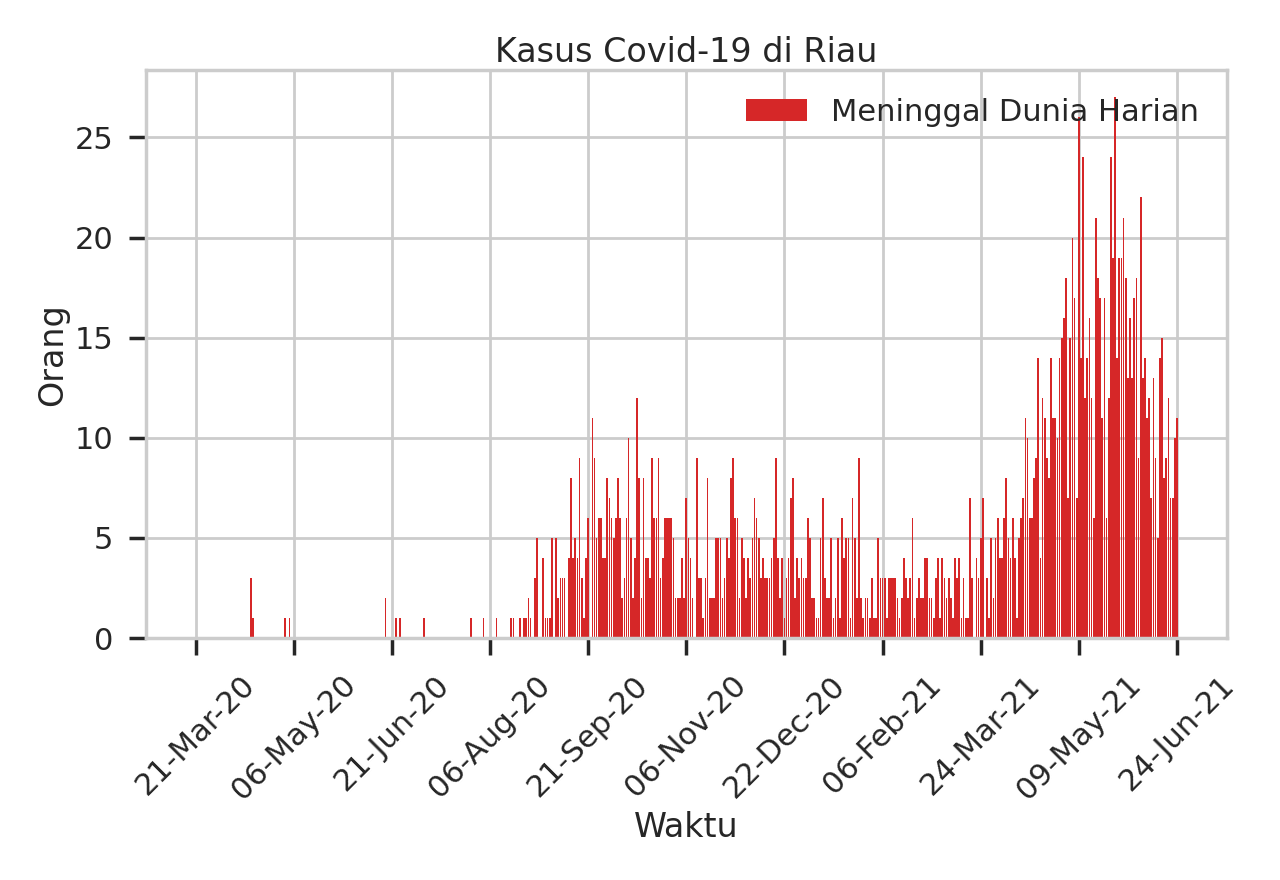 Kasus Covid-19 di Riau
Meninggal Dunia Harian
Orang
25
20
15
10
5
0
21-Mar-20
06-May-20
21-Jun-20
06-Aug-20
21-Sep-20
06-Nov-20
22-Dec-20
06-Feb-21
24-Mar-21
09-May-21
24-Jun-21
Waktu